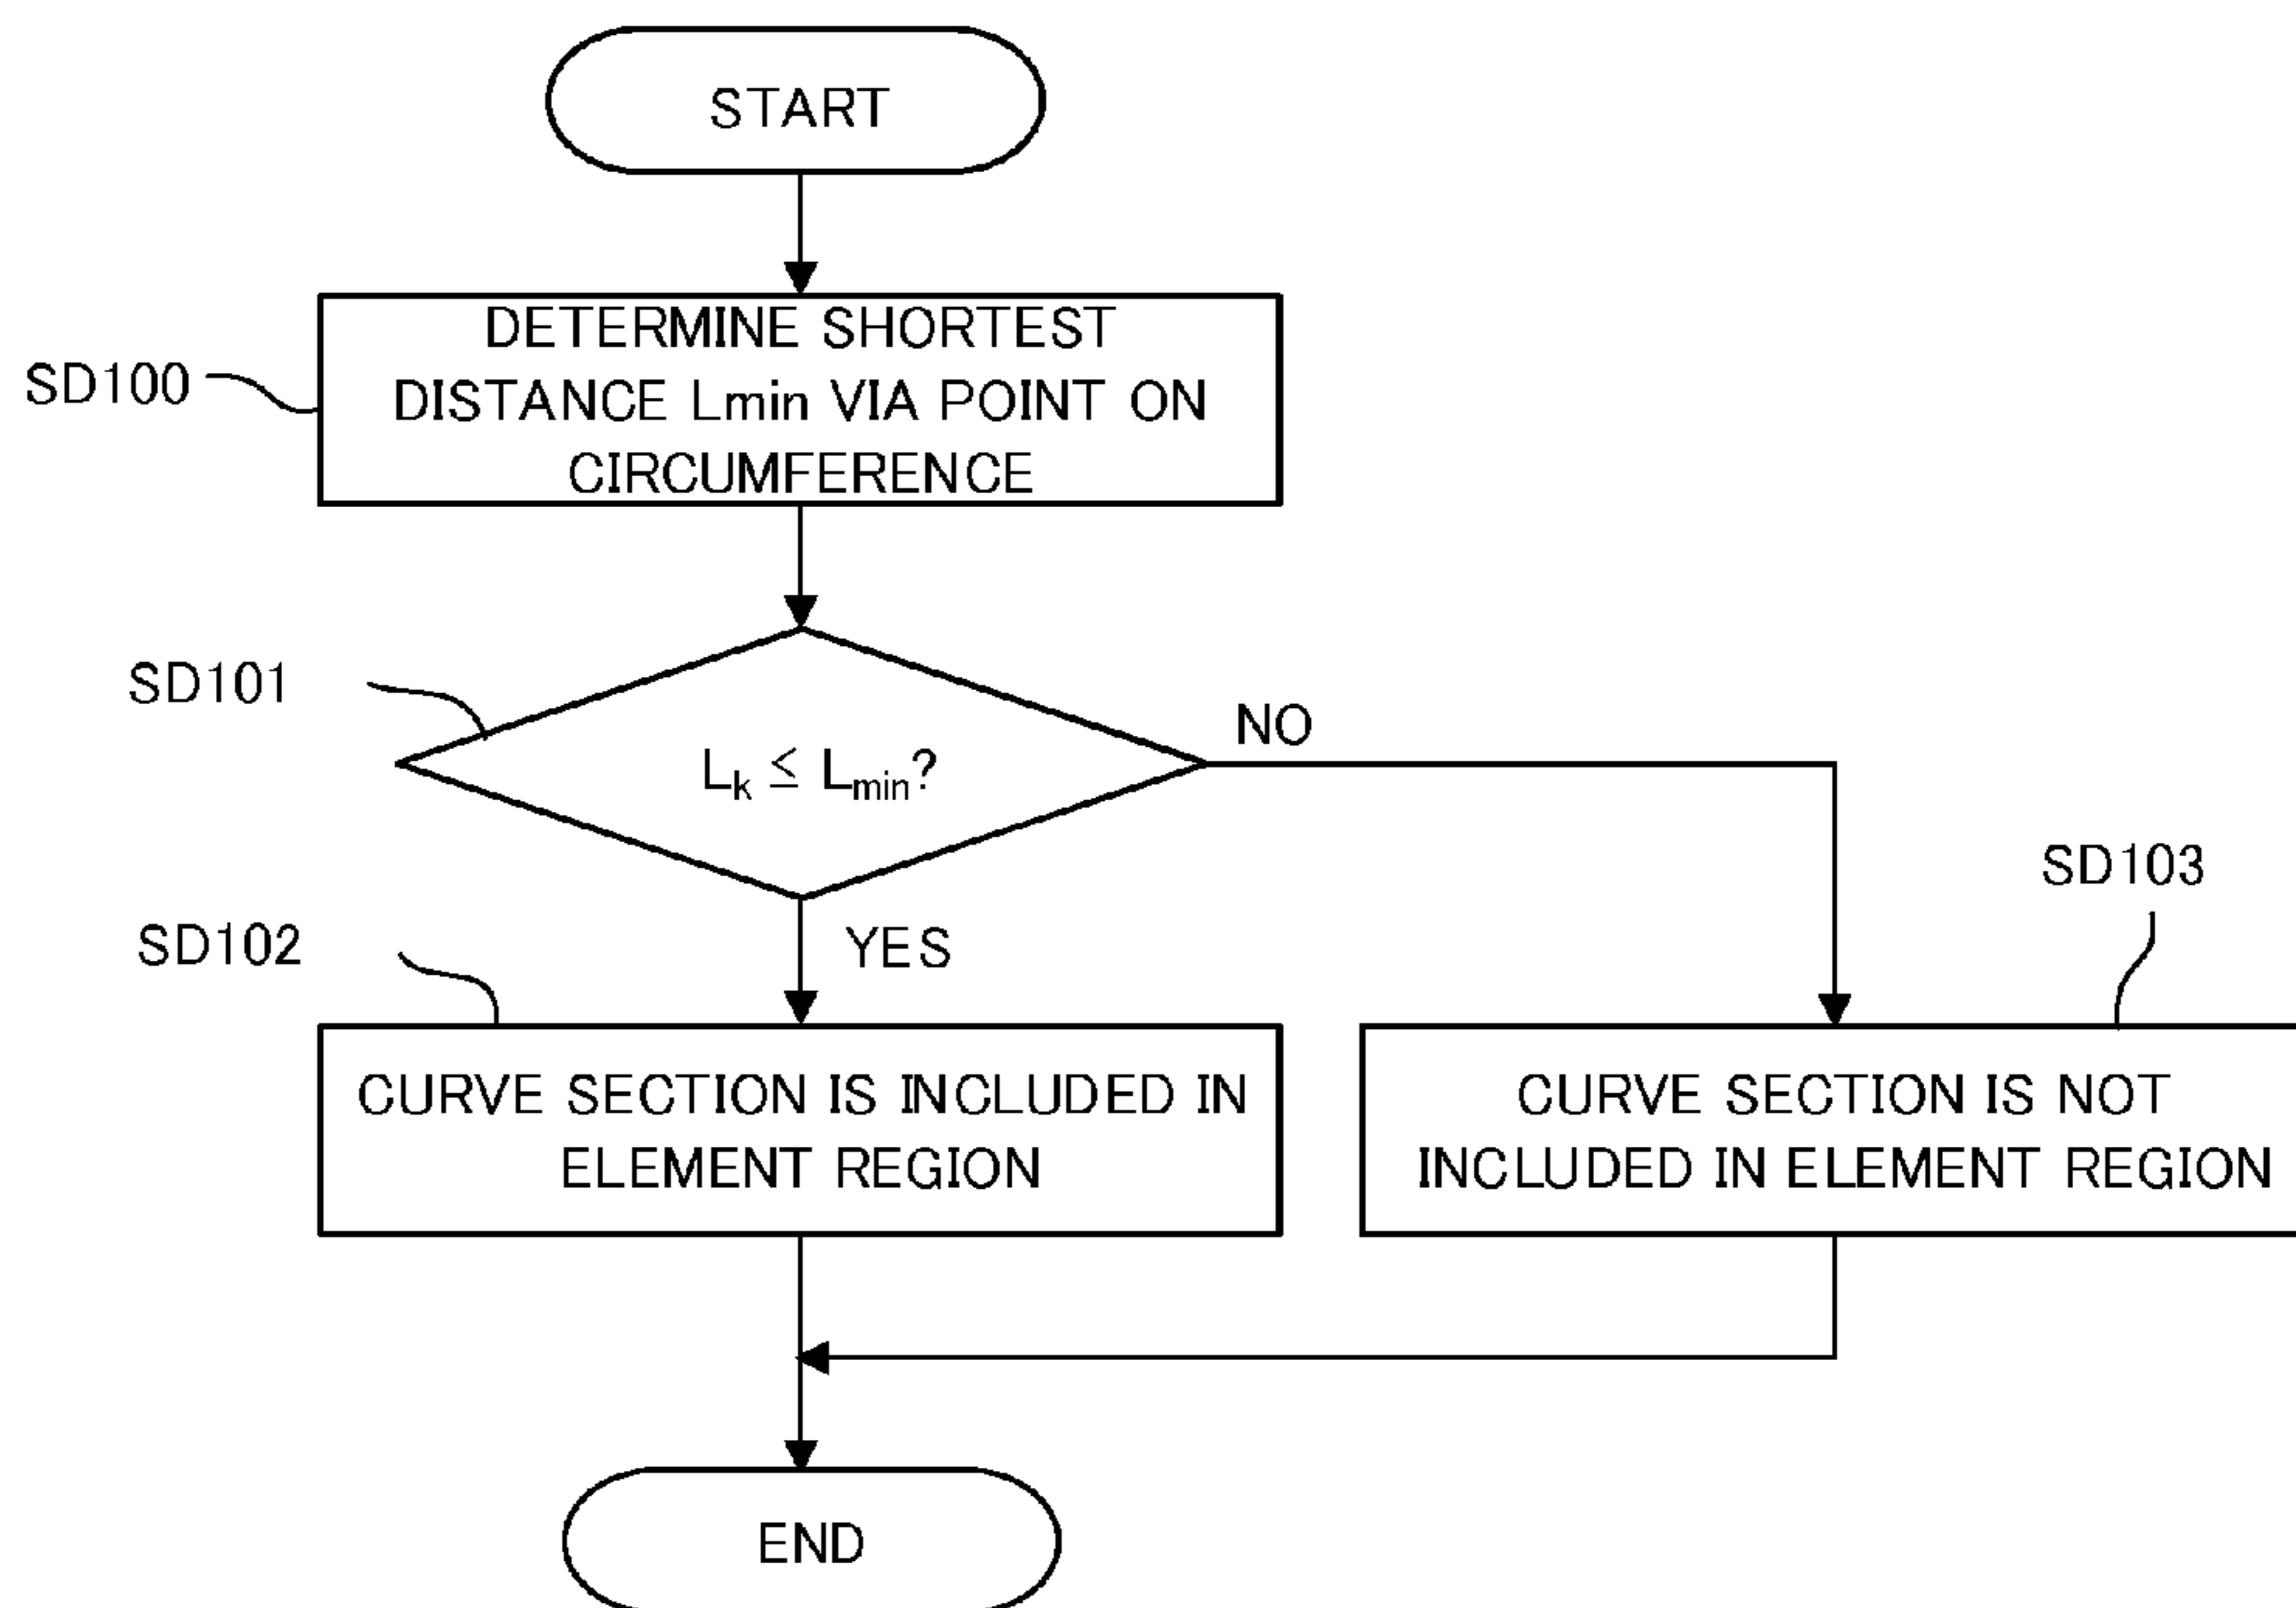 START
SD100
DETERMINE SHORTEST
DISTANCE Lmin VIA POINT ON
CIRCUMFERENCE
SD101
Lk ≤ Lmin?
NO
YES
SD102
CURVE SECTION IS INCLUDED IN
ELEMENT REGION
SD103
CURVE SECTION IS NOT
INCLUDED IN ELEMENT REGION
END